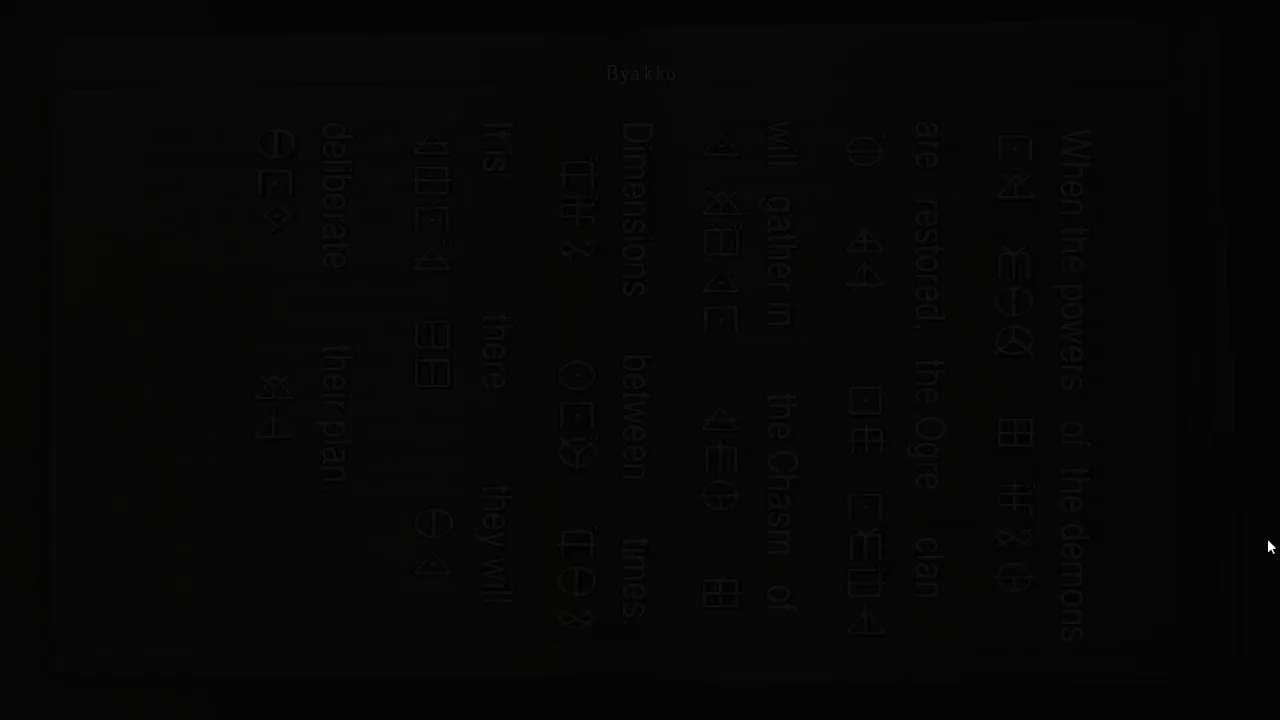 Byakko
When the powers of the demons
are restored, the Ogre clan
will gather in the Chasm of
Dimensions between times.
It is there they will
deliberate their plan